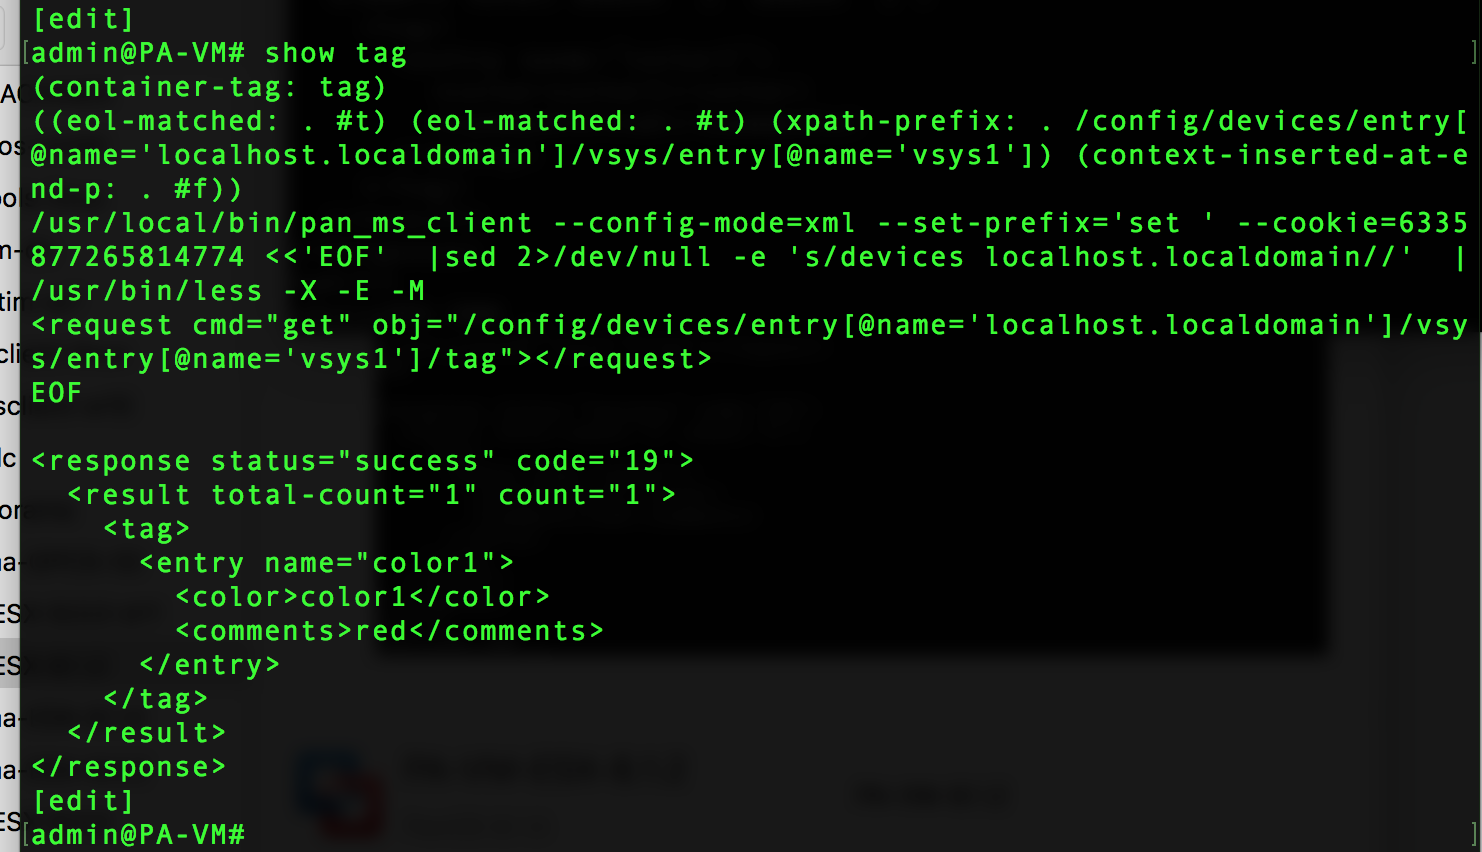 [edit]
[admin@PA-VM# show tag ]
(container-tag: tag)
((eol-matched: . #t) (eol-matched: . #t) (xpath-prefix: . /config/devices/entry[
@name='localhost.localdomain']/vsys/entry[@name='vsys1']) (context-inserted-at-e
nd-p: . #f))
/usr/local/bin/pan_ms_client --config-mode=xml --set-prefix='set ' --cookie=6335
877265814774 <<'EOF'  |sed 2>/dev/null -e 's/devices localhost.localdomain//'  |
/usr/bin/less -X -E -M
<request cmd="get" obj="/config/devices/entry[@name='localhost.localdomain']/vsy
s/entry[@name='vsys1']/tag"></request>
EOF

<response status="success" code="19">
  <result total-count="1" count="1">
    <tag>
      <entry name="color1">
        <color>color1</color>
        <comments>red</comments>
      </entry>
    </tag>
  </result>
</response>
[edit]
[admin@PA-VM# ]